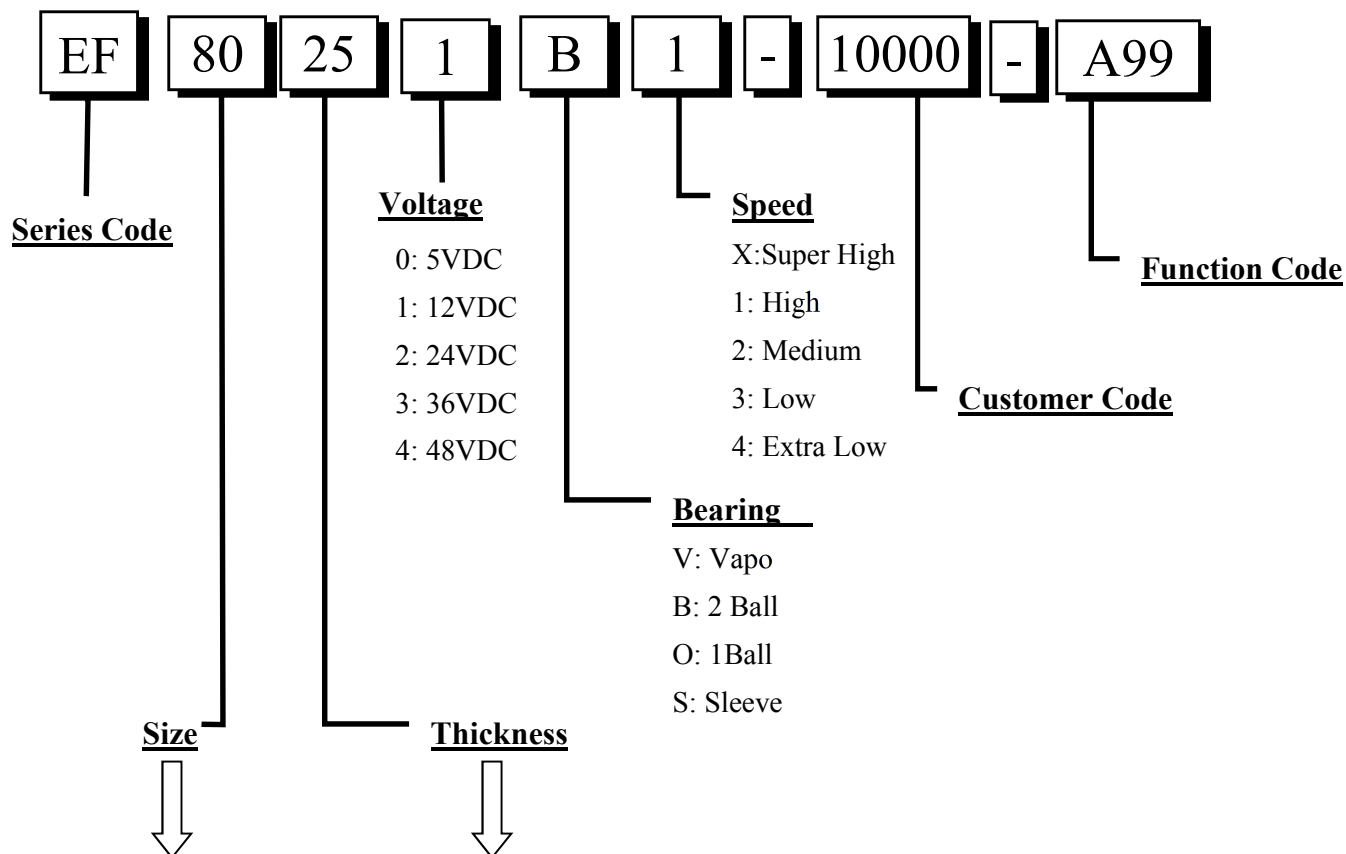 EF 80 25 1 B 1 - 10000 - A99
Series Code
Voltage
0: 5VDC
1: 12VDC
2: 24VDC
3: 36VDC
4: 48VDC
Speed
X:Super High
1: High
2: Medium
3: Low
4: Extra Low
Function Code
Customer Code
Bearing
V: Vapo
B: 2 Ball
O: 1Ball
S: Sleeve
Size
Thickness